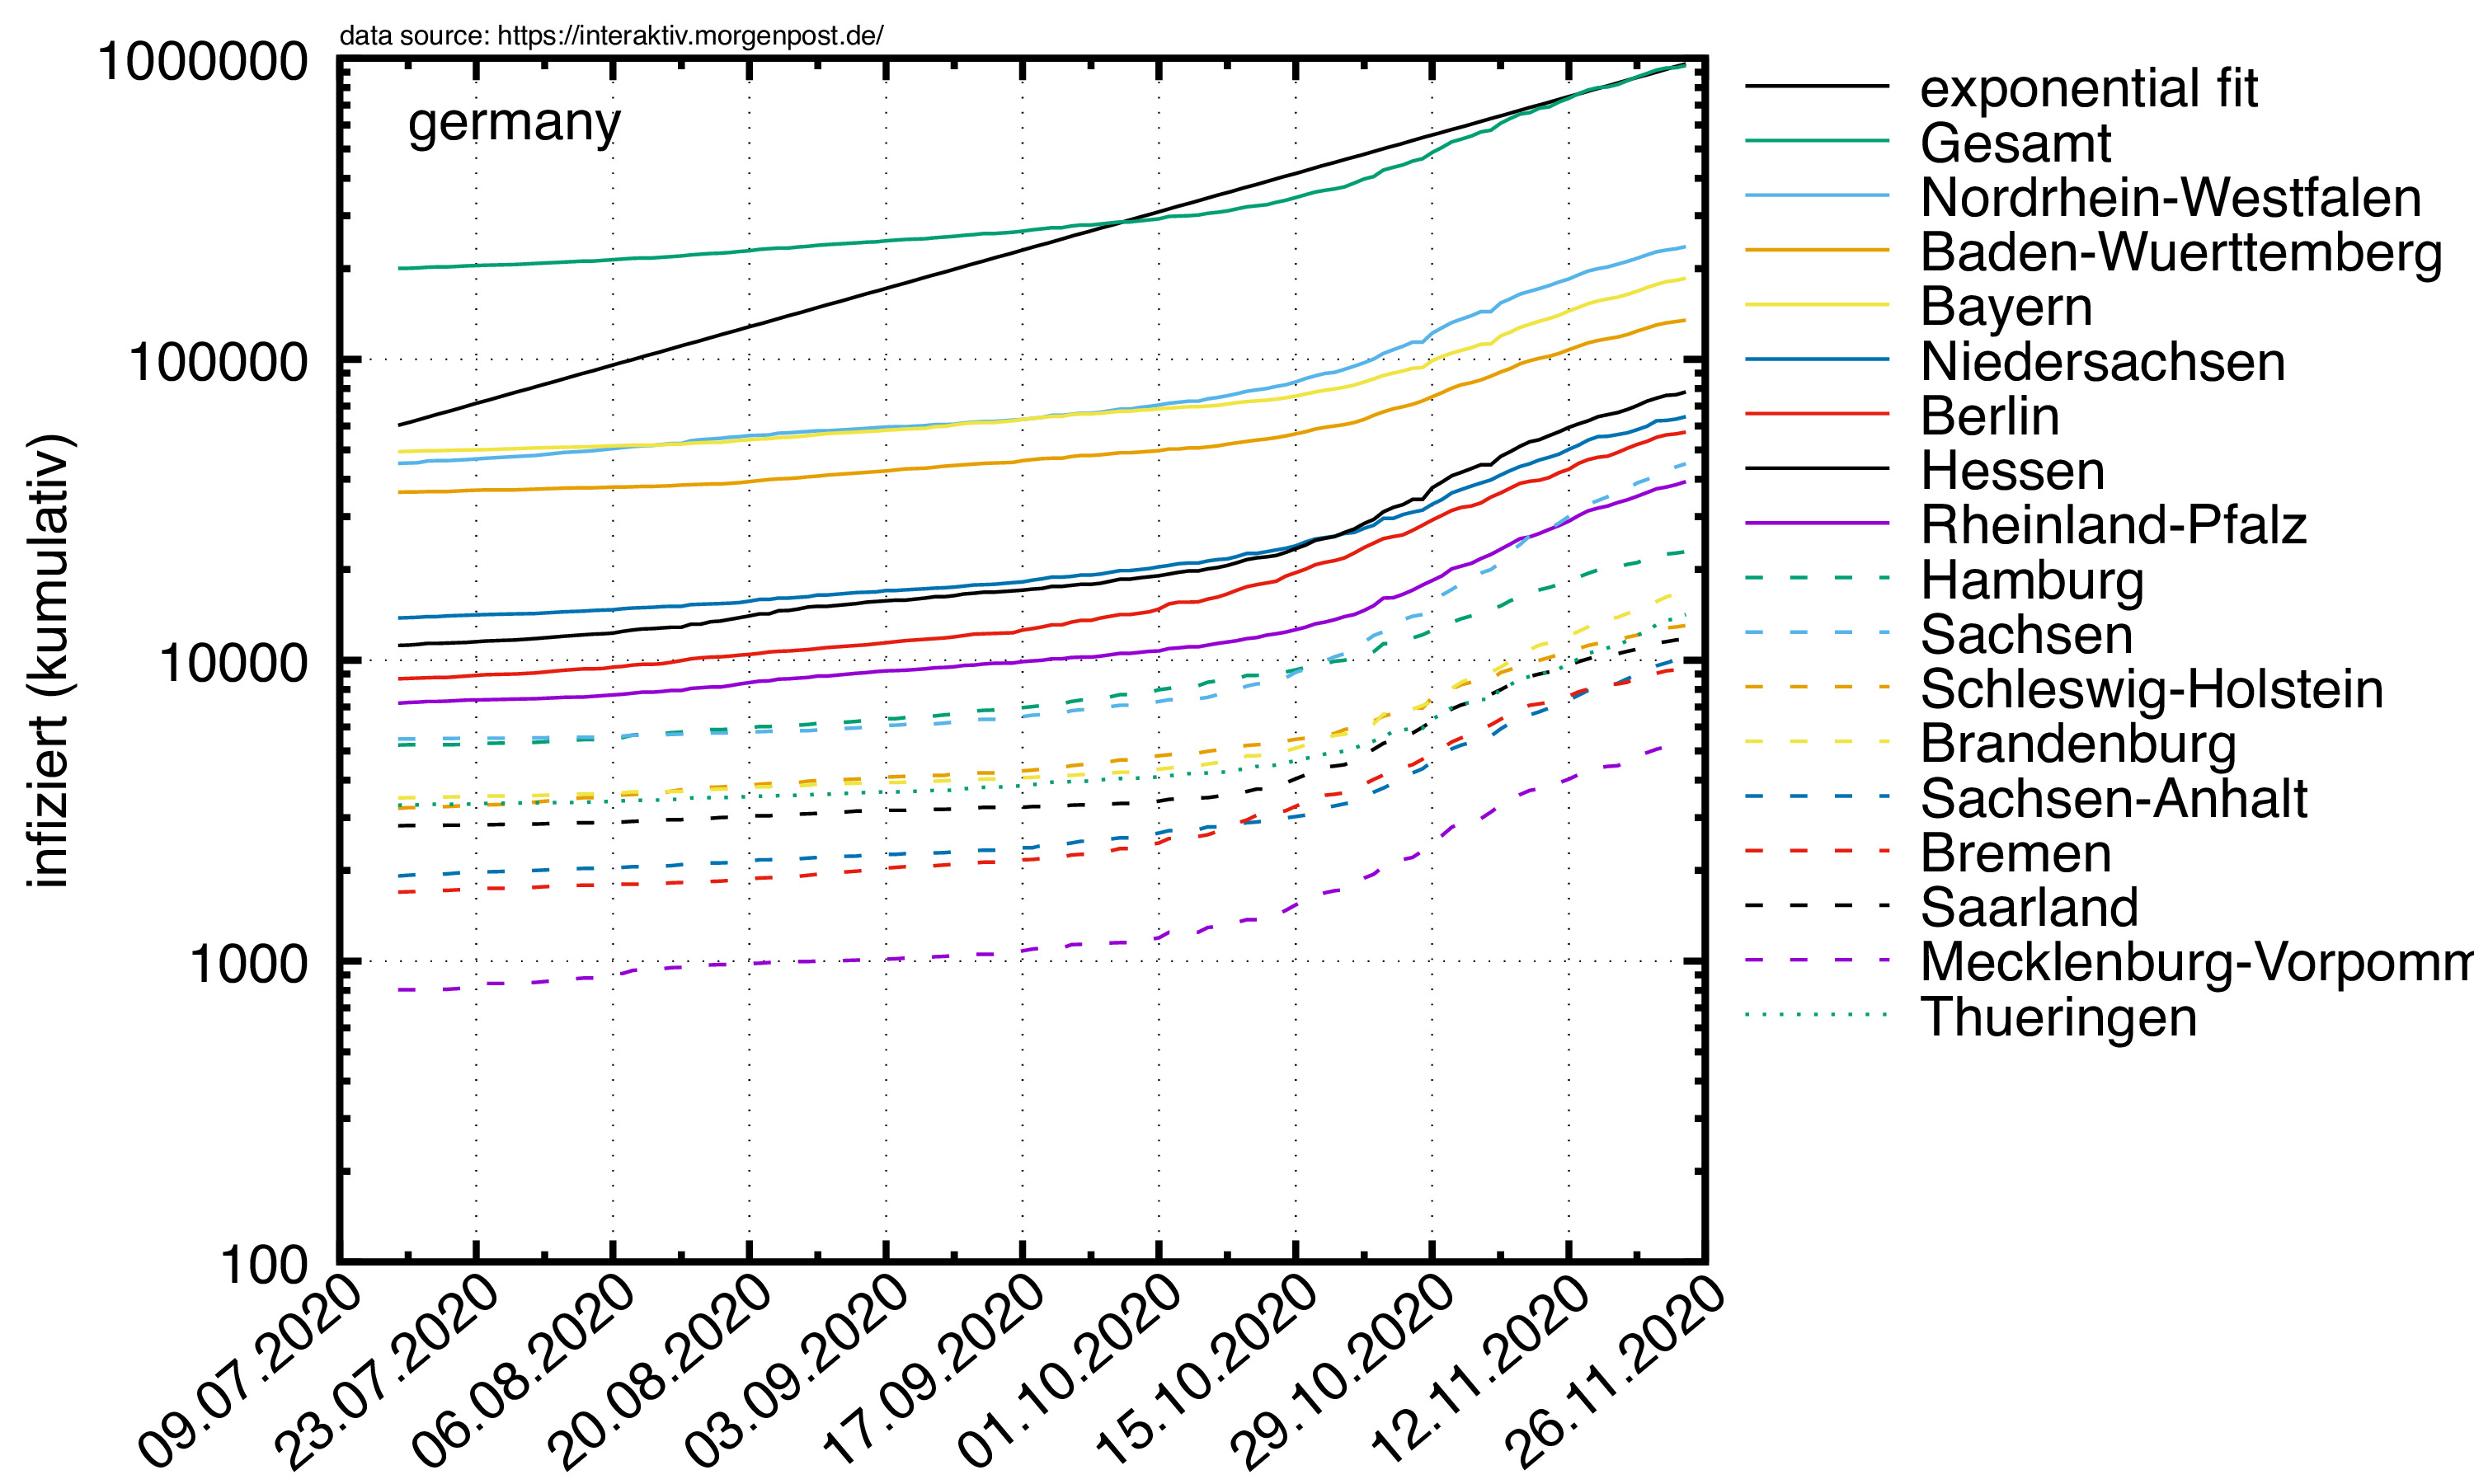 data source: https://interaktiv.morgenpost.de/
germany
infiziert (kumulativ)
1000000
100000
10000
1000
100
09.07.2020
23.07.2020
06.08.2020
20.08.2020
03.09.2020
17.09.2020
01.10.2020
15.10.2020
29.10.2020
12.11.2020
26.11.2020
exponential fit
Gesamt
Nordrhein-Westfalen
Baden-Wuerttemberg
Bayern
Niedersachsen
Berlin
Hessen
Rheinland-Pfalz
Hamburg
Sachsen
Schleswig-Holstein
Brandenburg
Sachsen-Anhalt
Bremen
Saarland
Mecklenburg-Vorpomm
Thueringen